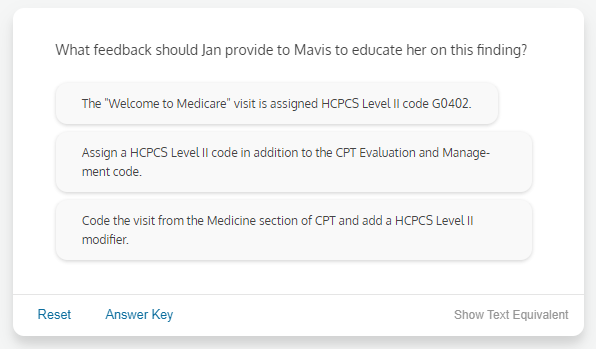 What feedback should Jan provide to Mavis to educate her on this finding?
The "Welcome to Medicare" visit is assigned HCPCS Level II code G0402.
Assign a HCPCS Level II code in addition to the CPT Evaluation and Manage-
ment code.
Code the visit from the Medicine section of CPT and add a HCPCS Level II
modifier.
Reset Answer Key Show Text Equivalent